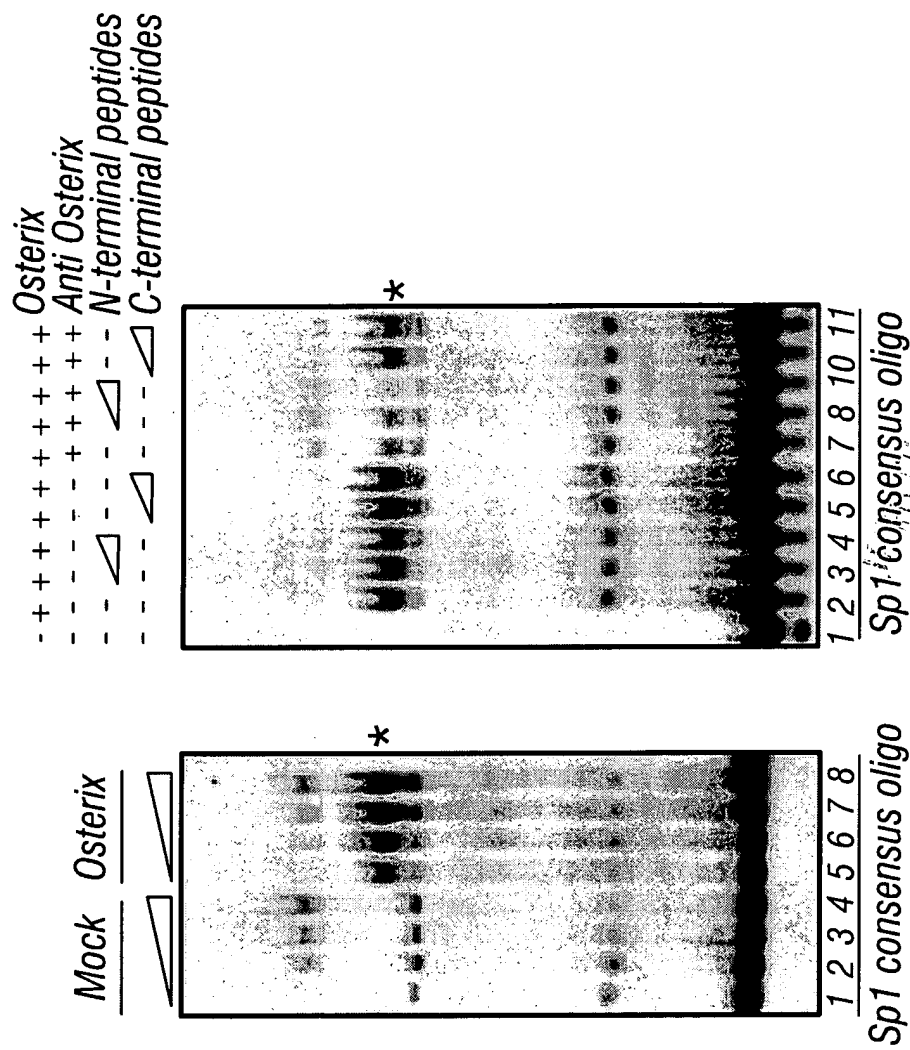 Mock Osterix
1 2 3 4 5 6 7 8
Sp1 consensus oligo
*
- + + + + + + + + + + Osterix
- - - - - - + + + + + Anti Osterix
- - - - - - - N-terminal peptides
- - - - - - - C-terminal peptides
*
1 2 3 4 5 6 7 8 10 10 11
Sp1 consensus oligo